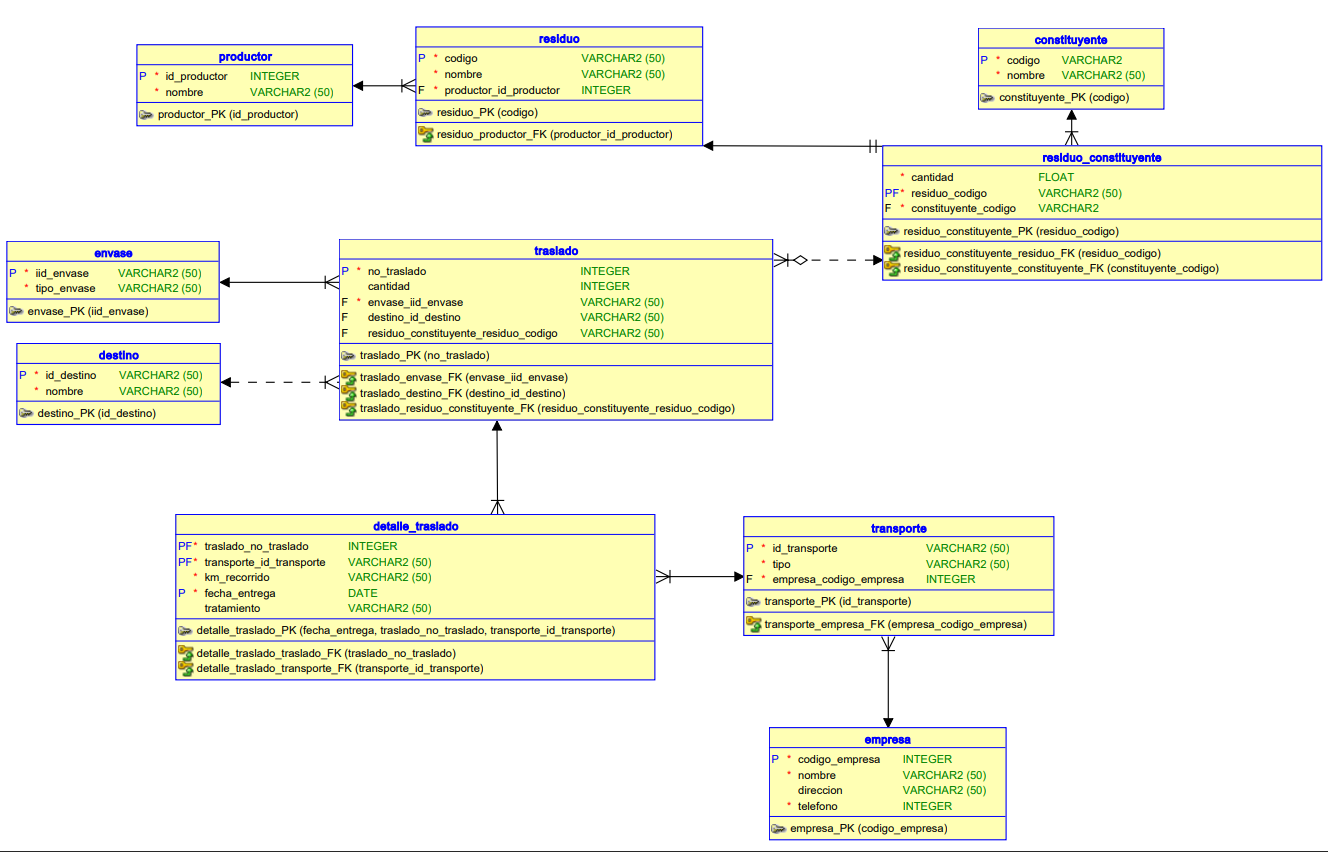 productor
P * id_productor INTEGER
* nombre VARCHAR2 (50)
productor_PK (id_productor)
residuo
P * codigo VARCHAR2 (50)
* nombre VARCHAR2 (50)
F * productor_id_productor INTEGER
residuo_PK (codigo)
residuo_productor_FK (productor_id_productor)
constituyente
P * codigo VARCHAR2
* nombre VARCHAR2 (50)
constituyente_PK (codigo)
residuo_constituyente
* cantidad FLOAT
PF* residuo_codigo VARCHAR2 (50)
F * constituyente_codigo VARCHAR2
residuo_constituyente_PK (residuo_codigo)
residuo_constituyente_residuo_FK (residuo_codigo)
residuo_constituyente_constituyente_FK (constituyente_codigo)
envase
P * iid_envase VARCHAR2 (50)
* tipo_envase VARCHAR2 (50)
envase_PK (iid_envase)
traslado
P * no_traslado INTEGER
cantidad INTEGER
F * envase_iid_envase VARCHAR2 (50)
F destino_id_destino VARCHAR2 (50)
F residuo_constituyente_residuo_codigo VARCHAR2 (50)
traslado_PK (no_traslado)
traslado_envase_FK (envase_iid_envase)
traslado_destino_FK (destino_id_destino)
traslado_residuo_constituyente_FK (residuo_constituyente_residuo_codigo)
destino
P * id_destino VARCHAR2 (50)
* nombre VARCHAR2 (50)
destino_PK (id_destino)
detalle_traslado
PF* traslado_no_traslado INTEGER
PF* transporte_id_transporte VARCHAR2 (50)
* km_recorrido VARCHAR2 (50)
P * fecha_entrega DATE
tratamiento VARCHAR2 (50)
detalle_traslado_PK (fecha_entrega, traslado_no_traslado, transporte_id_transporte)
detalle_traslado_traslado_FK (traslado_no_traslado)
detalle_traslado_transporte_FK (transporte_id_transporte)
transporte
P * id_transporte VARCHAR2 (50)
* tipo VARCHAR2 (50)
F * empresa_codigo_empresa INTEGER
transporte_PK (id_transporte)
transporte_empresa_FK (empresa_codigo_empresa)
empresa
P * codigo_empresa INTEGER
* nombre VARCHAR2 (50)
direccion VARCHAR2 (50)
* telefono INTEGER
empresa_PK (codigo_empresa)